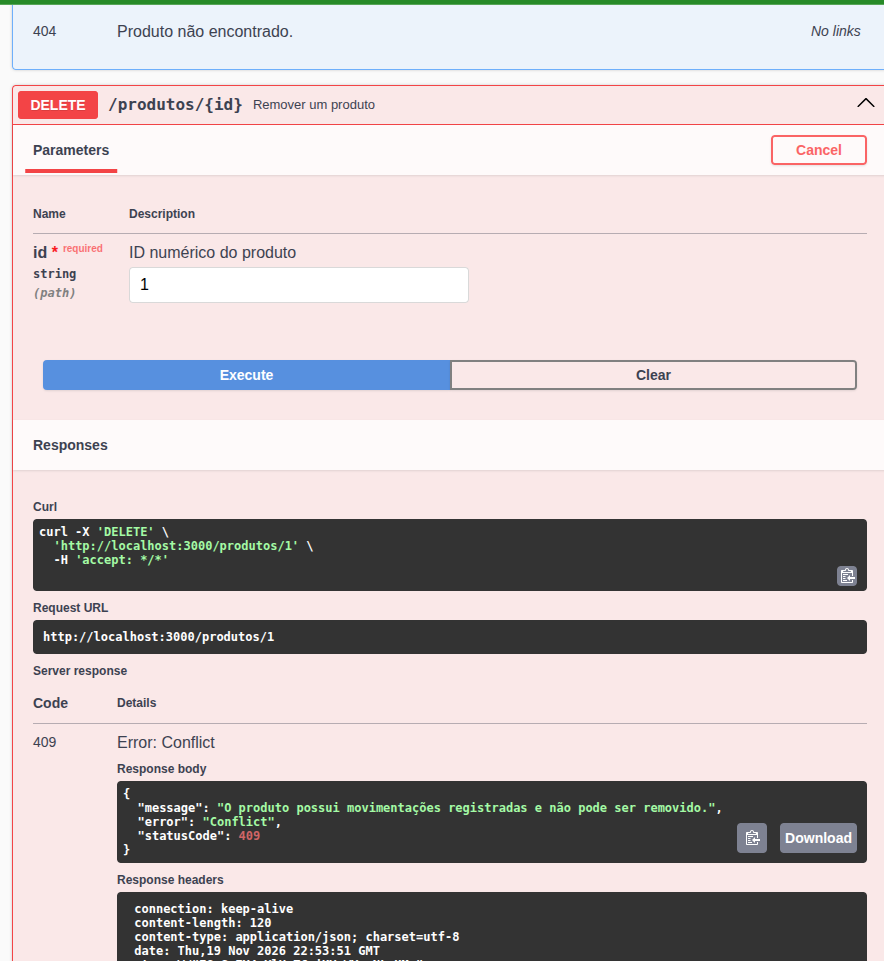 404 Produto não encontrado. No links
DELETE /produtos/{id} Remover um produto
Parameters Cancel
Name Description
id * required ID numérico do produto
string 1
(path)
Execute Clear
Responses
Curl
curl -X 'DELETE' \
'http://localhost:3000/produtos/1' \
-H 'accept: */*'
Request URL
http://localhost:3000/produtos/1
Server response
Code Details
409 Error: Conflict
Response body
{
"message": "O produto possui movimentações registradas e não pode ser removido.",
"error": "Conflict",
"statusCode": 409
}
Download
Response headers
connection: keep-alive
content-length: 120
content-type: application/json; charset=utf-8
date: Thu,19 Nov 2026 22:53:51 GMT